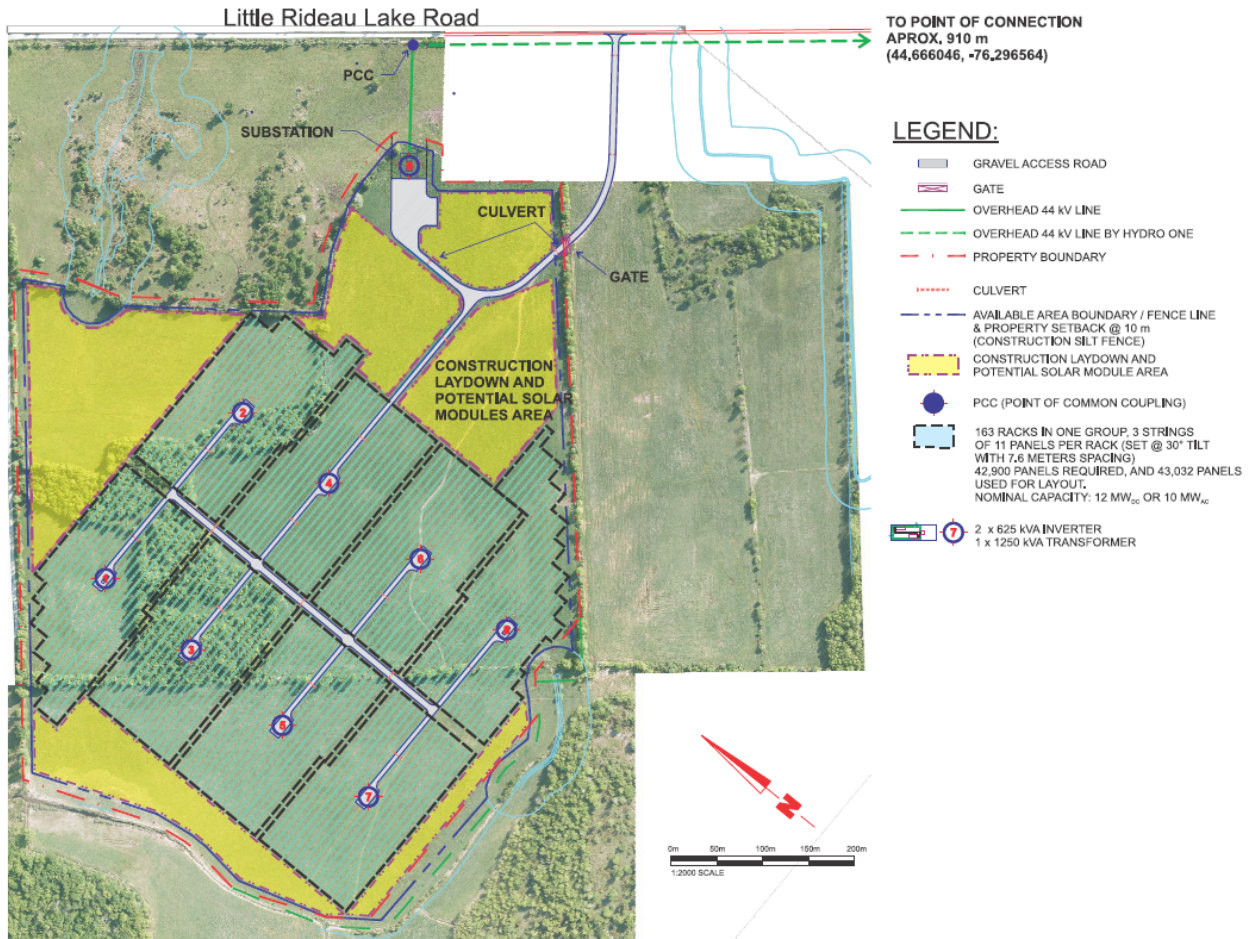 Little Rideau Lake Road
TO POINT OF CONNECTION
APROX, 910 m
(44,666046, -76,296564)
PCC
SUBSTATION
CULVERT
GATE
CONSTRUCTION
LAYDOWN AND
POTENTIAL SOLAR
MODULES AREA
2
4
6
3
5
7
LEGEND:
GRAVEL ACCESS ROAD
GATE
OVERHEAD 44 kV LINE
OVERHEAD 44 kV LINE BY HYDRO ONE
PROPERTY BOUNDARY
CULVERT
AVAILABLE AREA BOUNDARY / FENCE LINE
& PROPERTY SETBACK @ 10 m
(CONSTRUCTION SILT FENCE)
CONSTRUCTION LAYDOWN AND
POTENTIAL SOLAR MODULE AREA
PCC (POINT OF COMMON COUPLING)
163 RACKS IN ONE GROUP, 3 STRINGS
OF 11 PANELS PER RACK (SET @ 30° TILT
WITH 7.6 METERS SPACING)
42,900 PANELS REQUIRED, AND 43,032 PANELS
USED FOR LAYOUT.
NOMINAL CAPACITY: 12 MWDC OR 10 MWAC
7
2 x 625 kVA INVERTER
1 x 1250 kVA TRANSFORMER
N
0m 50m 100m 150m 200m
1:2000 SCALE